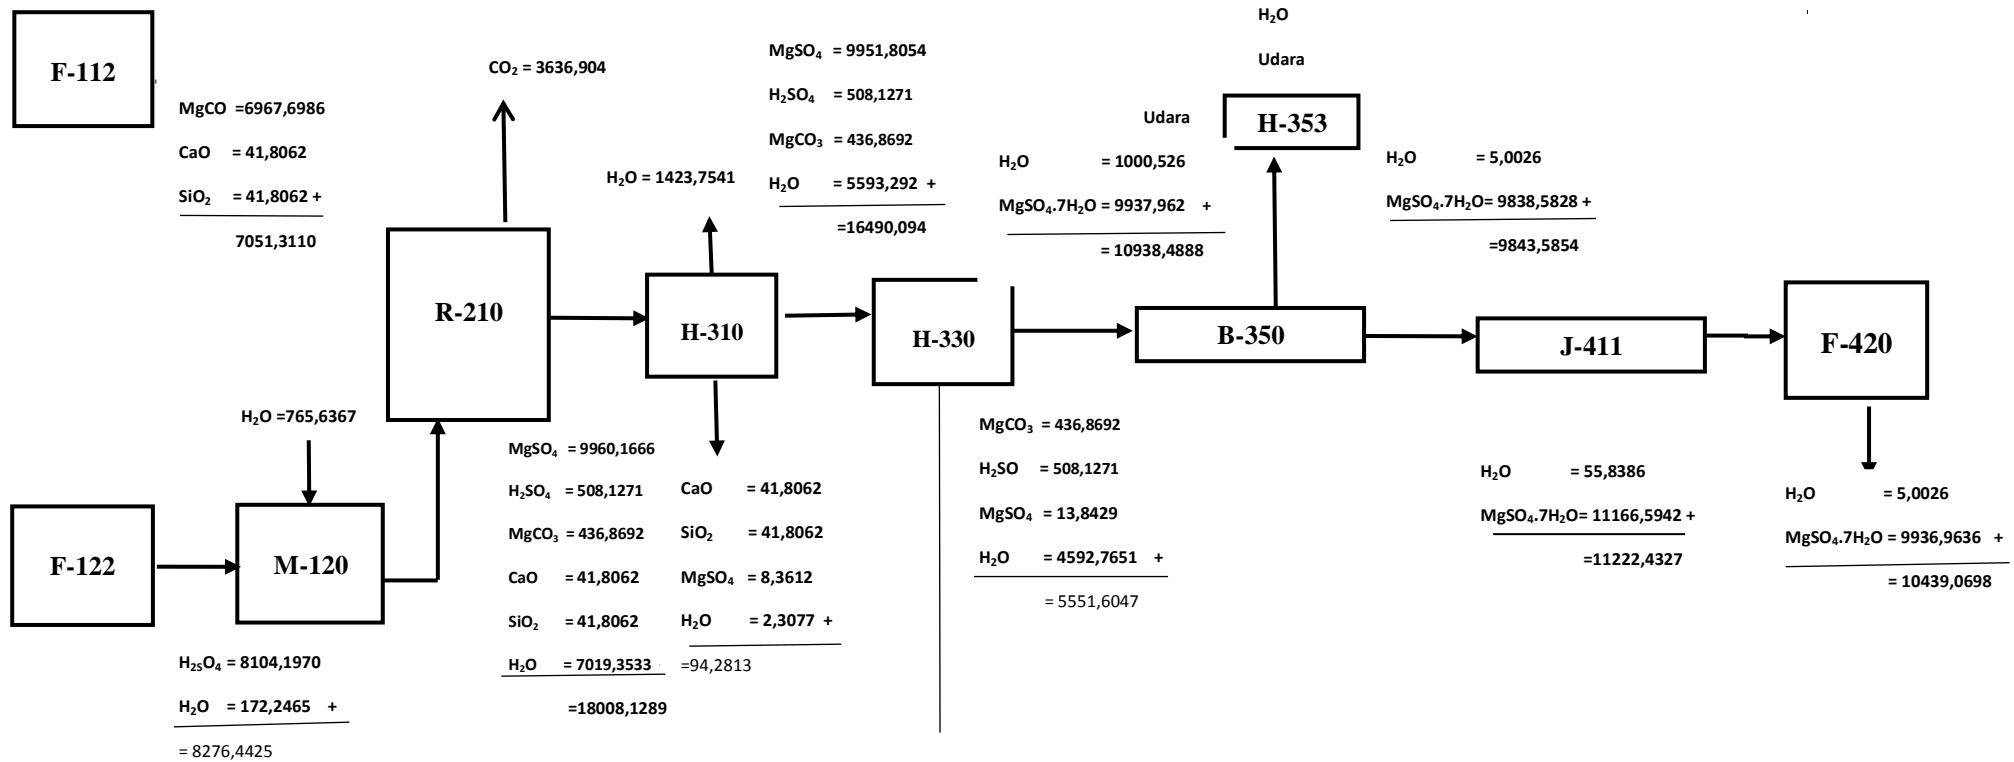 F-112
MgCO =6967,6986
CaO = 41,8062
SiO₂ = 41,8062 +
7051,3110
CO₂ = 3636,904
R-210
H₂O =765,6367
F-122
M-120
H₂SO₄ = 8104,1970
H₂O = 172,2465 +
= 8276,4425
H₂O = 1423,7541
H-310
MgSO₄ = 9960,1666
H₂SO₄ = 508,1271
MgCO₃ = 436,8692
CaO = 41,8062
SiO₂ = 41,8062
H₂O = 7019,3533
=18008,1289
CaO = 41,8062
SiO₂ = 41,8062
MgSO₄ = 8,3612
H₂O = 2,3077 +
=94,2813
MgSO₄ = 9951,8054
H₂SO₄ = 508,1271
MgCO₃ = 436,8692
H₂O = 5593,292 +
=16490,094
H-330
MgCO₃ = 436,8692
H₂SO = 508,1271
MgSO₄ = 13,8429
H₂O = 4592,7651 +
= 5551,6047
H₂O = 1000,526
MgSO₄.7H₂O = 9937,962 +
= 10938,4888
Udara
H₂O
Udara
H-353
B-350
H₂O = 5,0026
MgSO₄.7H₂O= 9838,5828 +
=9843,5854
J-411
H₂O = 55,8386
MgSO₄.7H₂O= 11166,5942 +
=11222,4327
F-420
H₂O = 5,0026
MgSO₄.7H₂O = 9936,9636 +
= 10439,0698